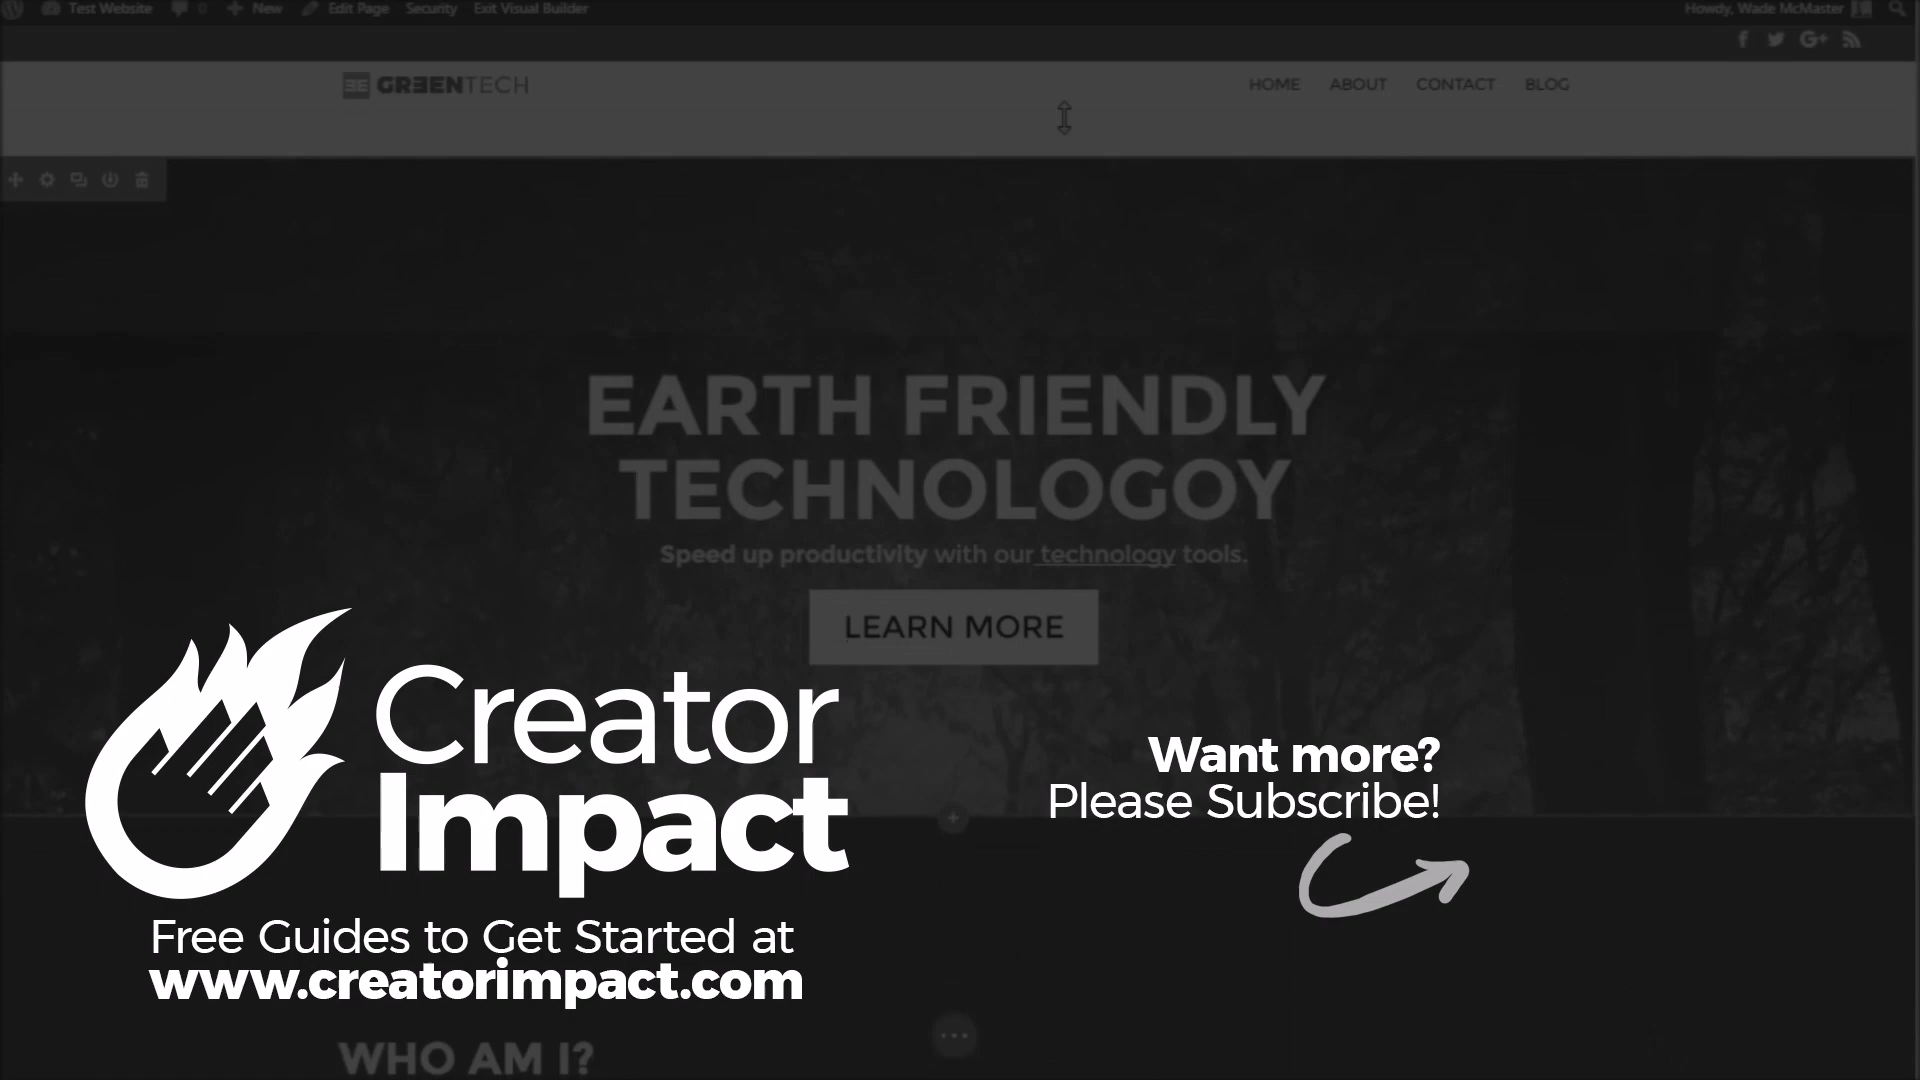 Test Website 0 New Edit Page Security Exit Visual Builder Howdy, Wade McMaster
GREENTECH HOME ABOUT CONTACT BLOG
EARTH FRIENDLY
TECHNOLOGOY
Speed up productivity with our technology tools.
LEARN MORE
Creator
Impact
Want more?
Please Subscribe!
Free Guides to Get Started at
www.creatorimpact.com
WHO AM I?